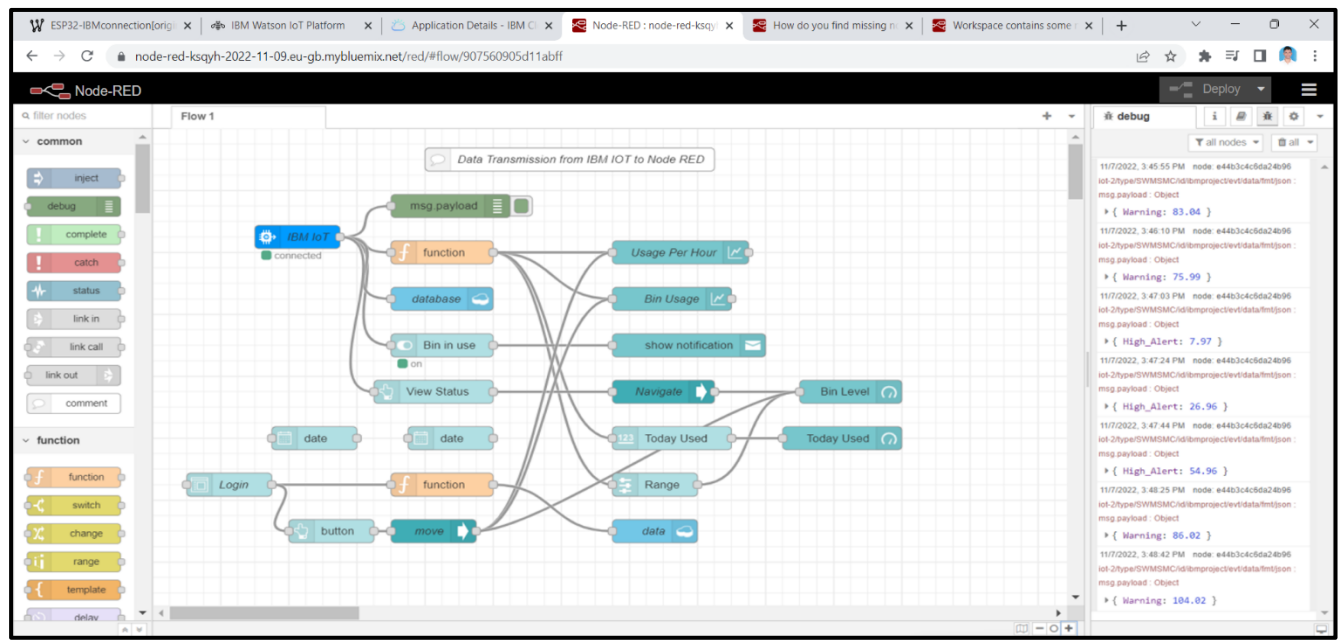 ESP32-IBMconnection[origi
IBM Watson IoT Platform
Application Details - IBM Cl
Node-RED : node-red-ksqyh
How do you find missing n
Workspace contains some
node-red-ksqyh-2022-11-09.eu-gb.mybluemix.net/red/#flow/907560905d11abff
Node-RED
Deploy
filter nodes
Flow 1
debug
i
all nodes
all
common
inject
debug
complete
catch
status
link in
link call
link out
comment
function
function
switch
change
range
template
delay
Data Transmission from IBM IOT to Node RED
msg.payload
IBM IoT
connected
function
Usage Per Hour
database
Bin Usage
Bin in use
on
show notification
View Status
Navigate
Bin Level
date
date
123 Today Used
Today Used
Login
function
Range
button
move
data
11/7/2022, 3:45:55 PM node: e44b3c4c6da24b96
iot-2/type/SWMSMC/id/ibmproject/evt/data/fmt/json :
msg.payload : Object
{ Warning: 83.04 }
11/7/2022, 3:46:10 PM node: e44b3c4c6da24b96
iot-2/type/SWMSMC/id/ibmproject/evt/data/fmt/json :
msg.payload : Object
{ Warning: 75.99 }
11/7/2022, 3:47:03 PM node: e44b3c4c6da24b96
iot-2/type/SWMSMC/id/ibmproject/evt/data/fmt/json :
msg.payload : Object
{ High_Alert: 7.97 }
11/7/2022, 3:47:24 PM node: e44b3c4c6da24b96
iot-2/type/SWMSMC/id/ibmproject/evt/data/fmt/json :
msg.payload : Object
{ High_Alert: 26.96 }
11/7/2022, 3:47:44 PM node: e44b3c4c6da24b96
iot-2/type/SWMSMC/id/ibmproject/evt/data/fmt/json :
msg.payload : Object
{ High_Alert: 54.96 }
11/7/2022, 3:48:25 PM node: e44b3c4c6da24b96
iot-2/type/SWMSMC/id/ibmproject/evt/data/fmt/json :
msg.payload : Object
{ Warning: 86.02 }
11/7/2022, 3:48:42 PM node: e44b3c4c6da24b96
iot-2/type/SWMSMC/id/ibmproject/evt/data/fmt/json :
msg.payload : Object
{ Warning: 104.02 }